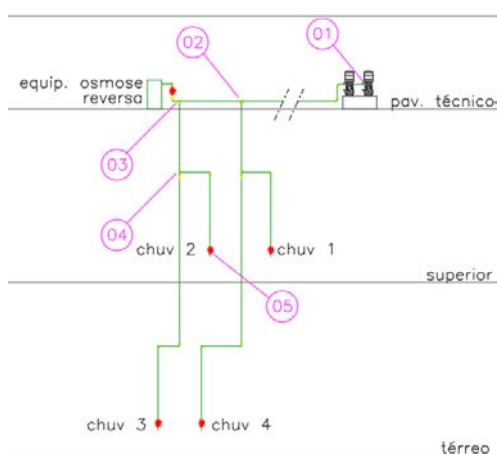 02
01
equip. osmose
reversa
pav. técnico
03
04
chuv 2
chuv 1
05
superior
chuv 3
chuv 4
térreo